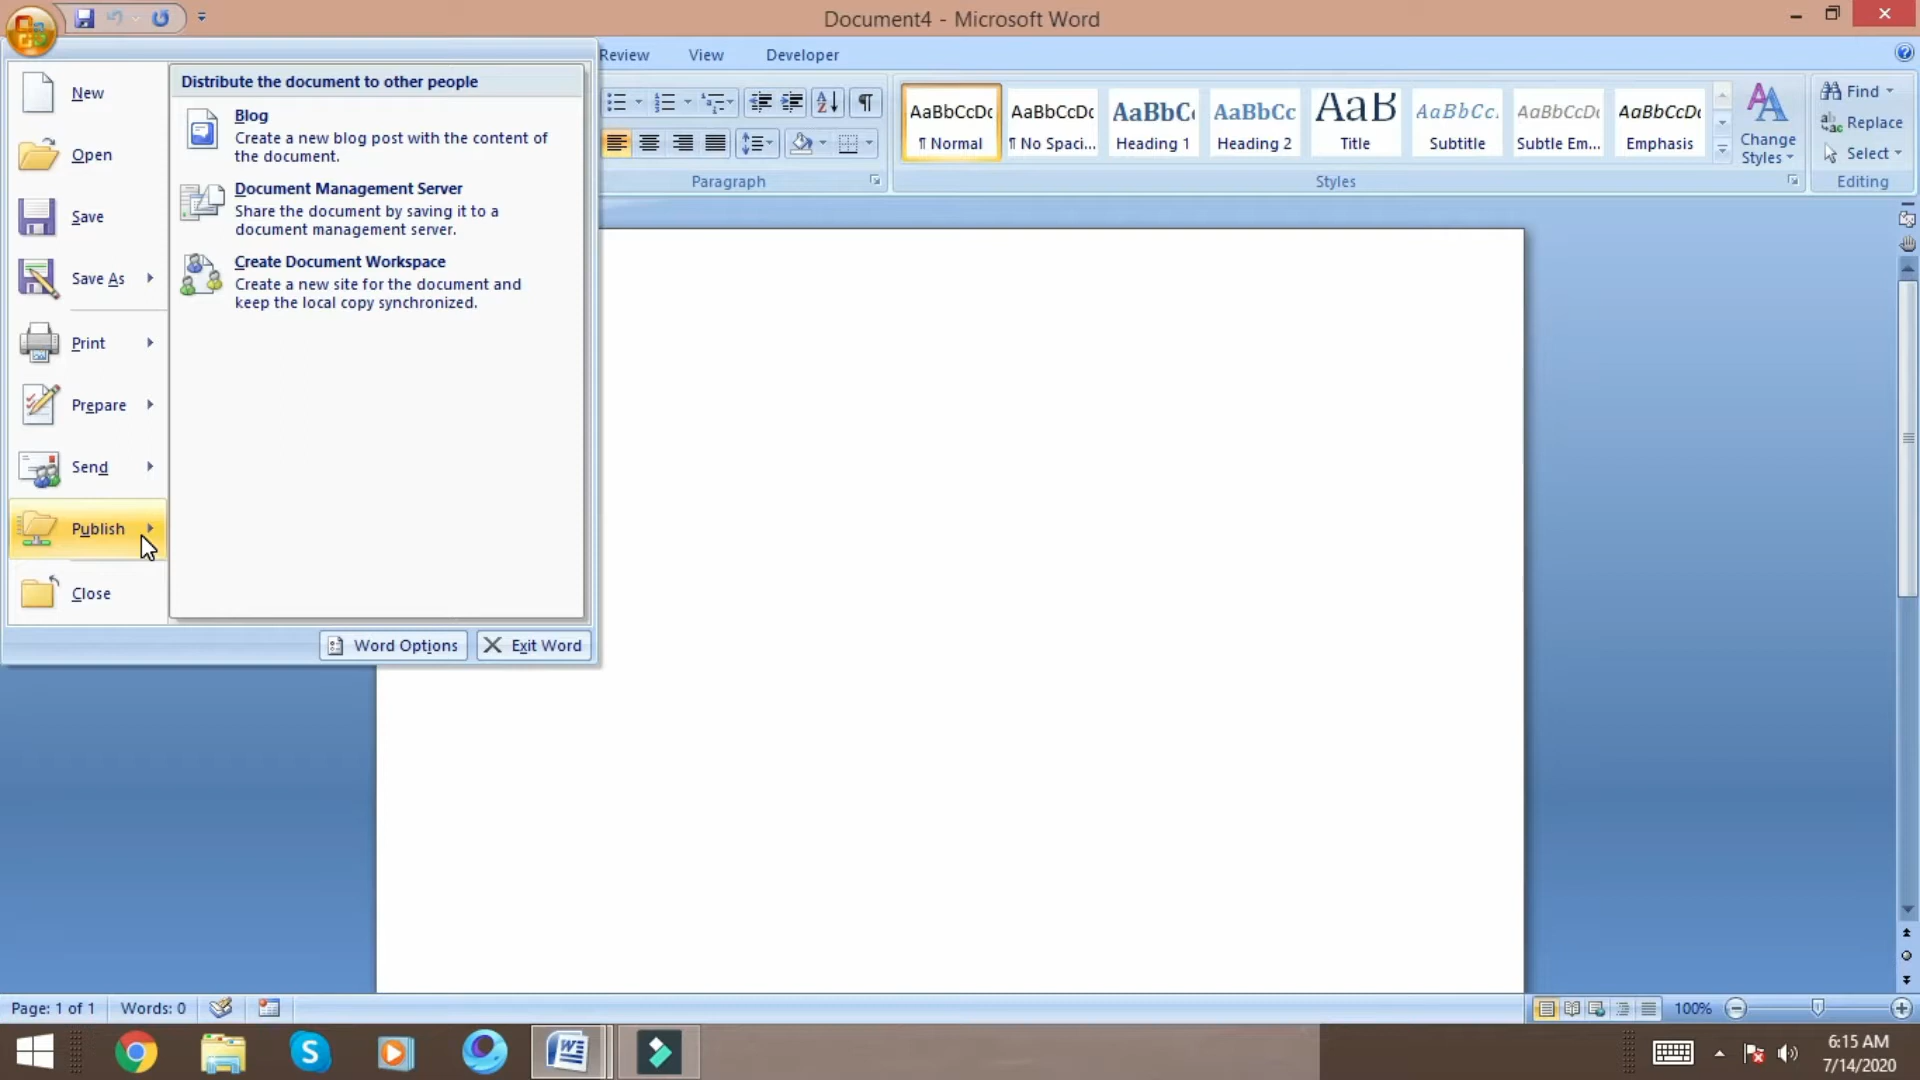 Document4 - Microsoft Word
Review View Developer
New
Open
Save
Save As
Print
Prepare
Send
Publish
Close
Distribute the document to other people
Blog
Create a new blog post with the content of
the document.
Document Management Server
Share the document by saving it to a
document management server.
Create Document Workspace
Create a new site for the document and
keep the local copy synchronized.
Word Options Exit Word
Paragraph
AaBbCcDc AaBbCcDc AaBbC AaBbCc AaB AaBbCc. AaBbCcDc AaBbCcDc
¶ Normal ¶ No Spaci... Heading 1 Heading 2 Title Subtitle Subtle Em... Emphasis
Change
Styles
Styles
Find
Replace
Select
Editing
Page: 1 of 1 Words: 0 100%
6:15 AM
7/14/2020